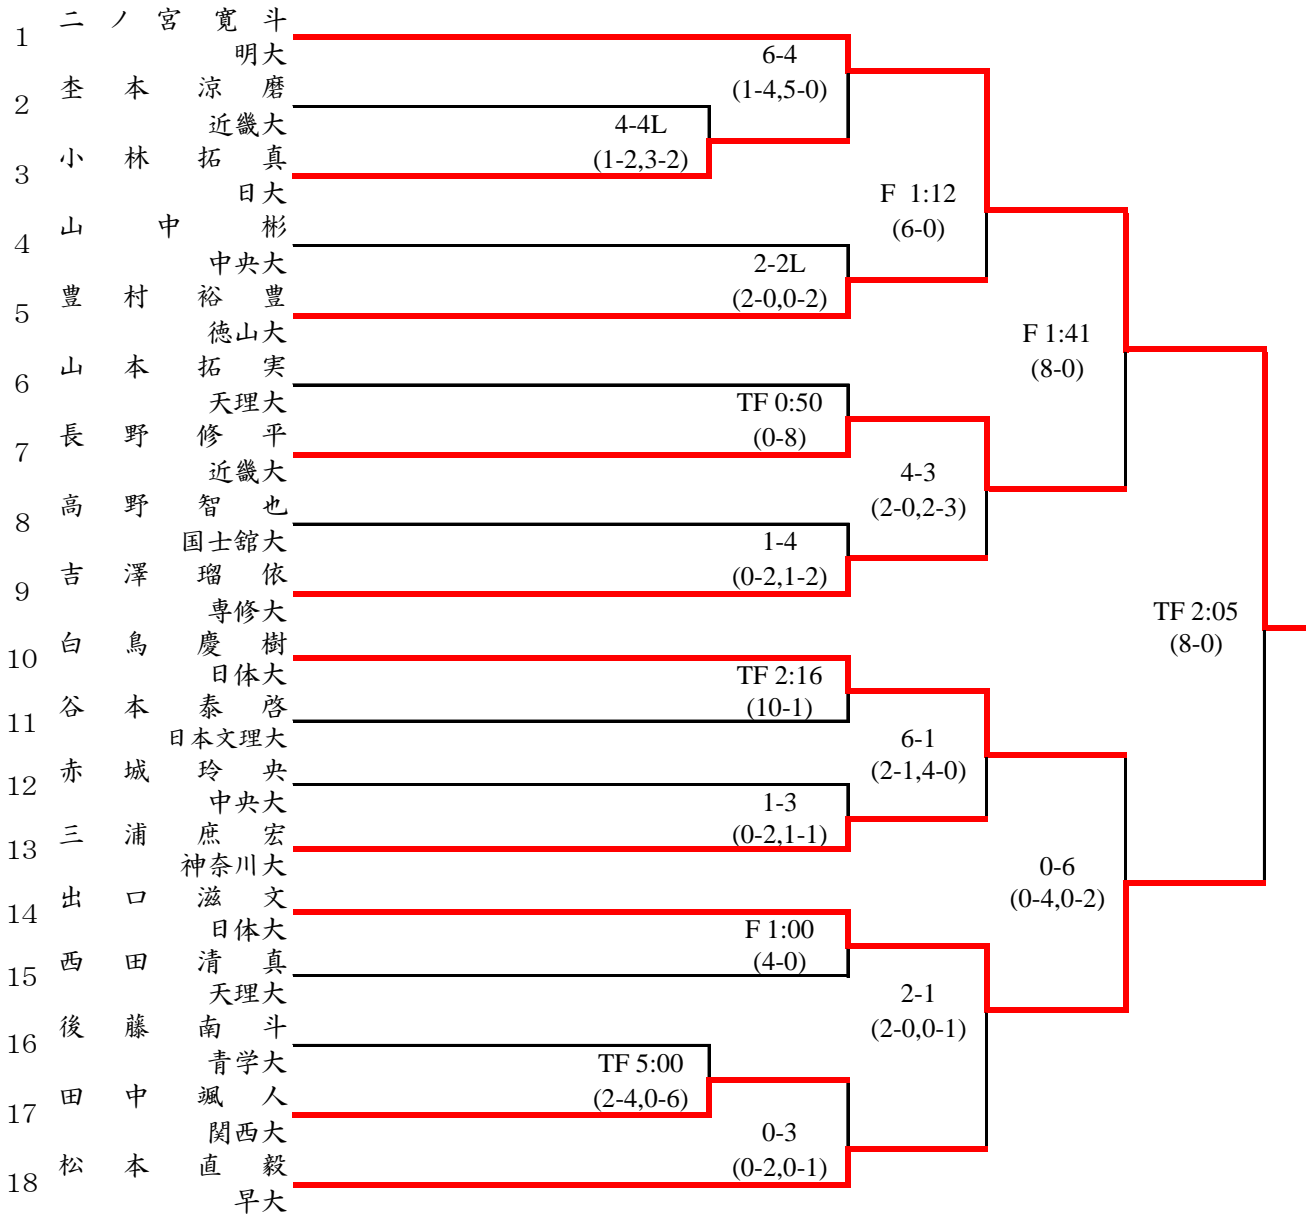 1 二ノ宮寛斗
明大
2 杢本涼磨
近畿大
3 小林拓真
日大
4 山中彬
中央大
5 豊村裕豊
徳山大
6 山本拓実
天理大
7 長野修平
近畿大
8 高野智也
国士舘大
9 吉澤瑠依
専修大
10 白鳥慶樹
日体大
11 谷本泰啓
日本文理大
12 赤城玲央
中央大
13 三浦庶宏
神奈川大
14 出口滋文
日体大
15 西田清真
天理大
16 後藤南斗
青学大
17 田中颯人
関西大
18 松本直毅
早大
4-4L
(1-2,3-2)
TF 5:00
(2-4,0-6)
6-4
(1-4,5-0)
2-2L
(2-0,0-2)
TF 0:50
(0-8)
1-4
(0-2,1-2)
TF 2:16
(10-1)
1-3
(0-2,1-1)
F 1:00
(4-0)
0-3
(0-2,0-1)
F 1:12
(6-0)
4-3
(2-0,2-3)
6-1
(2-1,4-0)
2-1
(2-0,0-1)
F 1:41
(8-0)
0-6
(0-4,0-2)
TF 2:05
(8-0)